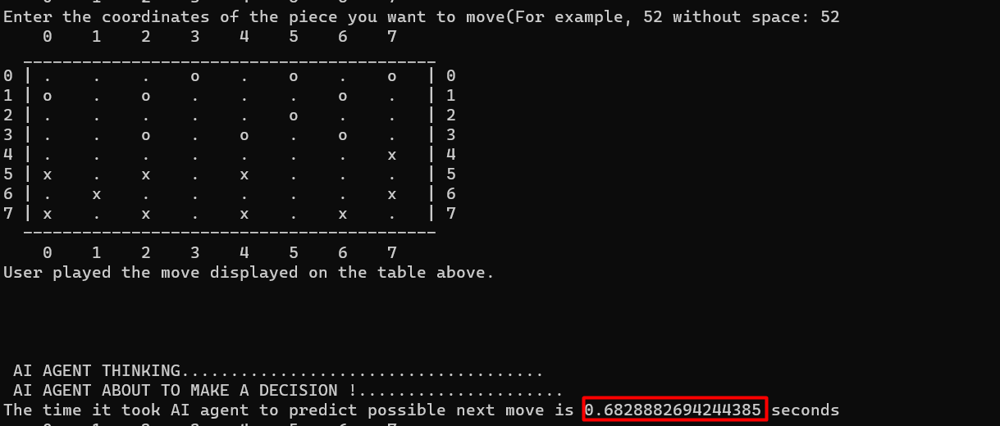 Enter the coordinates of the piece you want to move(For example, 52 without space: 52
0 1 2 3 4 5 6 7
__________________________________________
0 | . . . o . o . o | 0
1 | o . o . . . o . | 1
2 | . . . . . o . . | 2
3 | . . o . o . o . | 3
4 | . . . . . . . x | 4
5 | x . x . x . . . | 5
6 | . x . . . . . x | 6
7 | x . x . x . x . | 7
------------------------------------------
0 1 2 3 4 5 6 7
User played the move displayed on the table above.
AI AGENT THINKING.....................................
AI AGENT ABOUT TO MAKE A DECISION !.....................
The time it took AI agent to predict possible next move is 0.6828882694244385 seconds